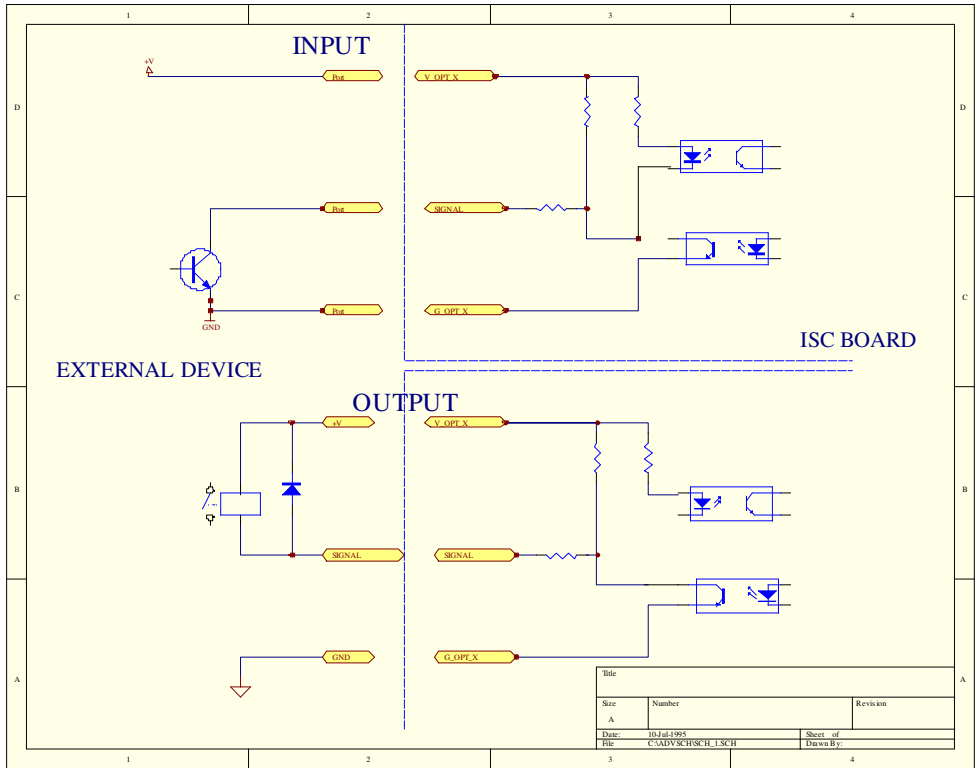 1 2 3 4
INPUT
+V
Port V_OPT_X
D D
Port SIGNAL
C C
Port G_OPT_X
GND
ISC BOARD
EXTERNAL DEVICE
OUTPUT
+V V_OPT_X
B B
SIGNAL SIGNAL
GND G_OPT_X
A A
Title
Size Number Revision
A
Date: 10-Jul-1995 Sheet of
File C:\ADVSCH\SCH_1.SCH Drawn By:
1 2 3 4